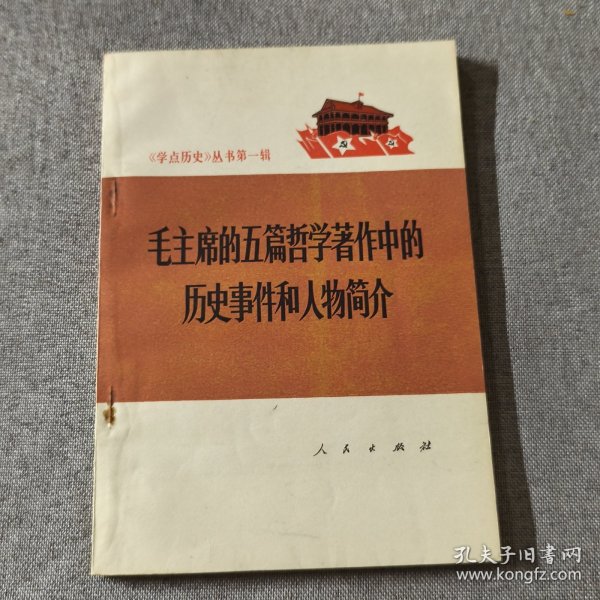 《学点历史》丛书第一辑
毛主席的五篇哲学著作中的
历史事件和人物简介
人民出版社
孔夫子旧书网
www.kongfz.com